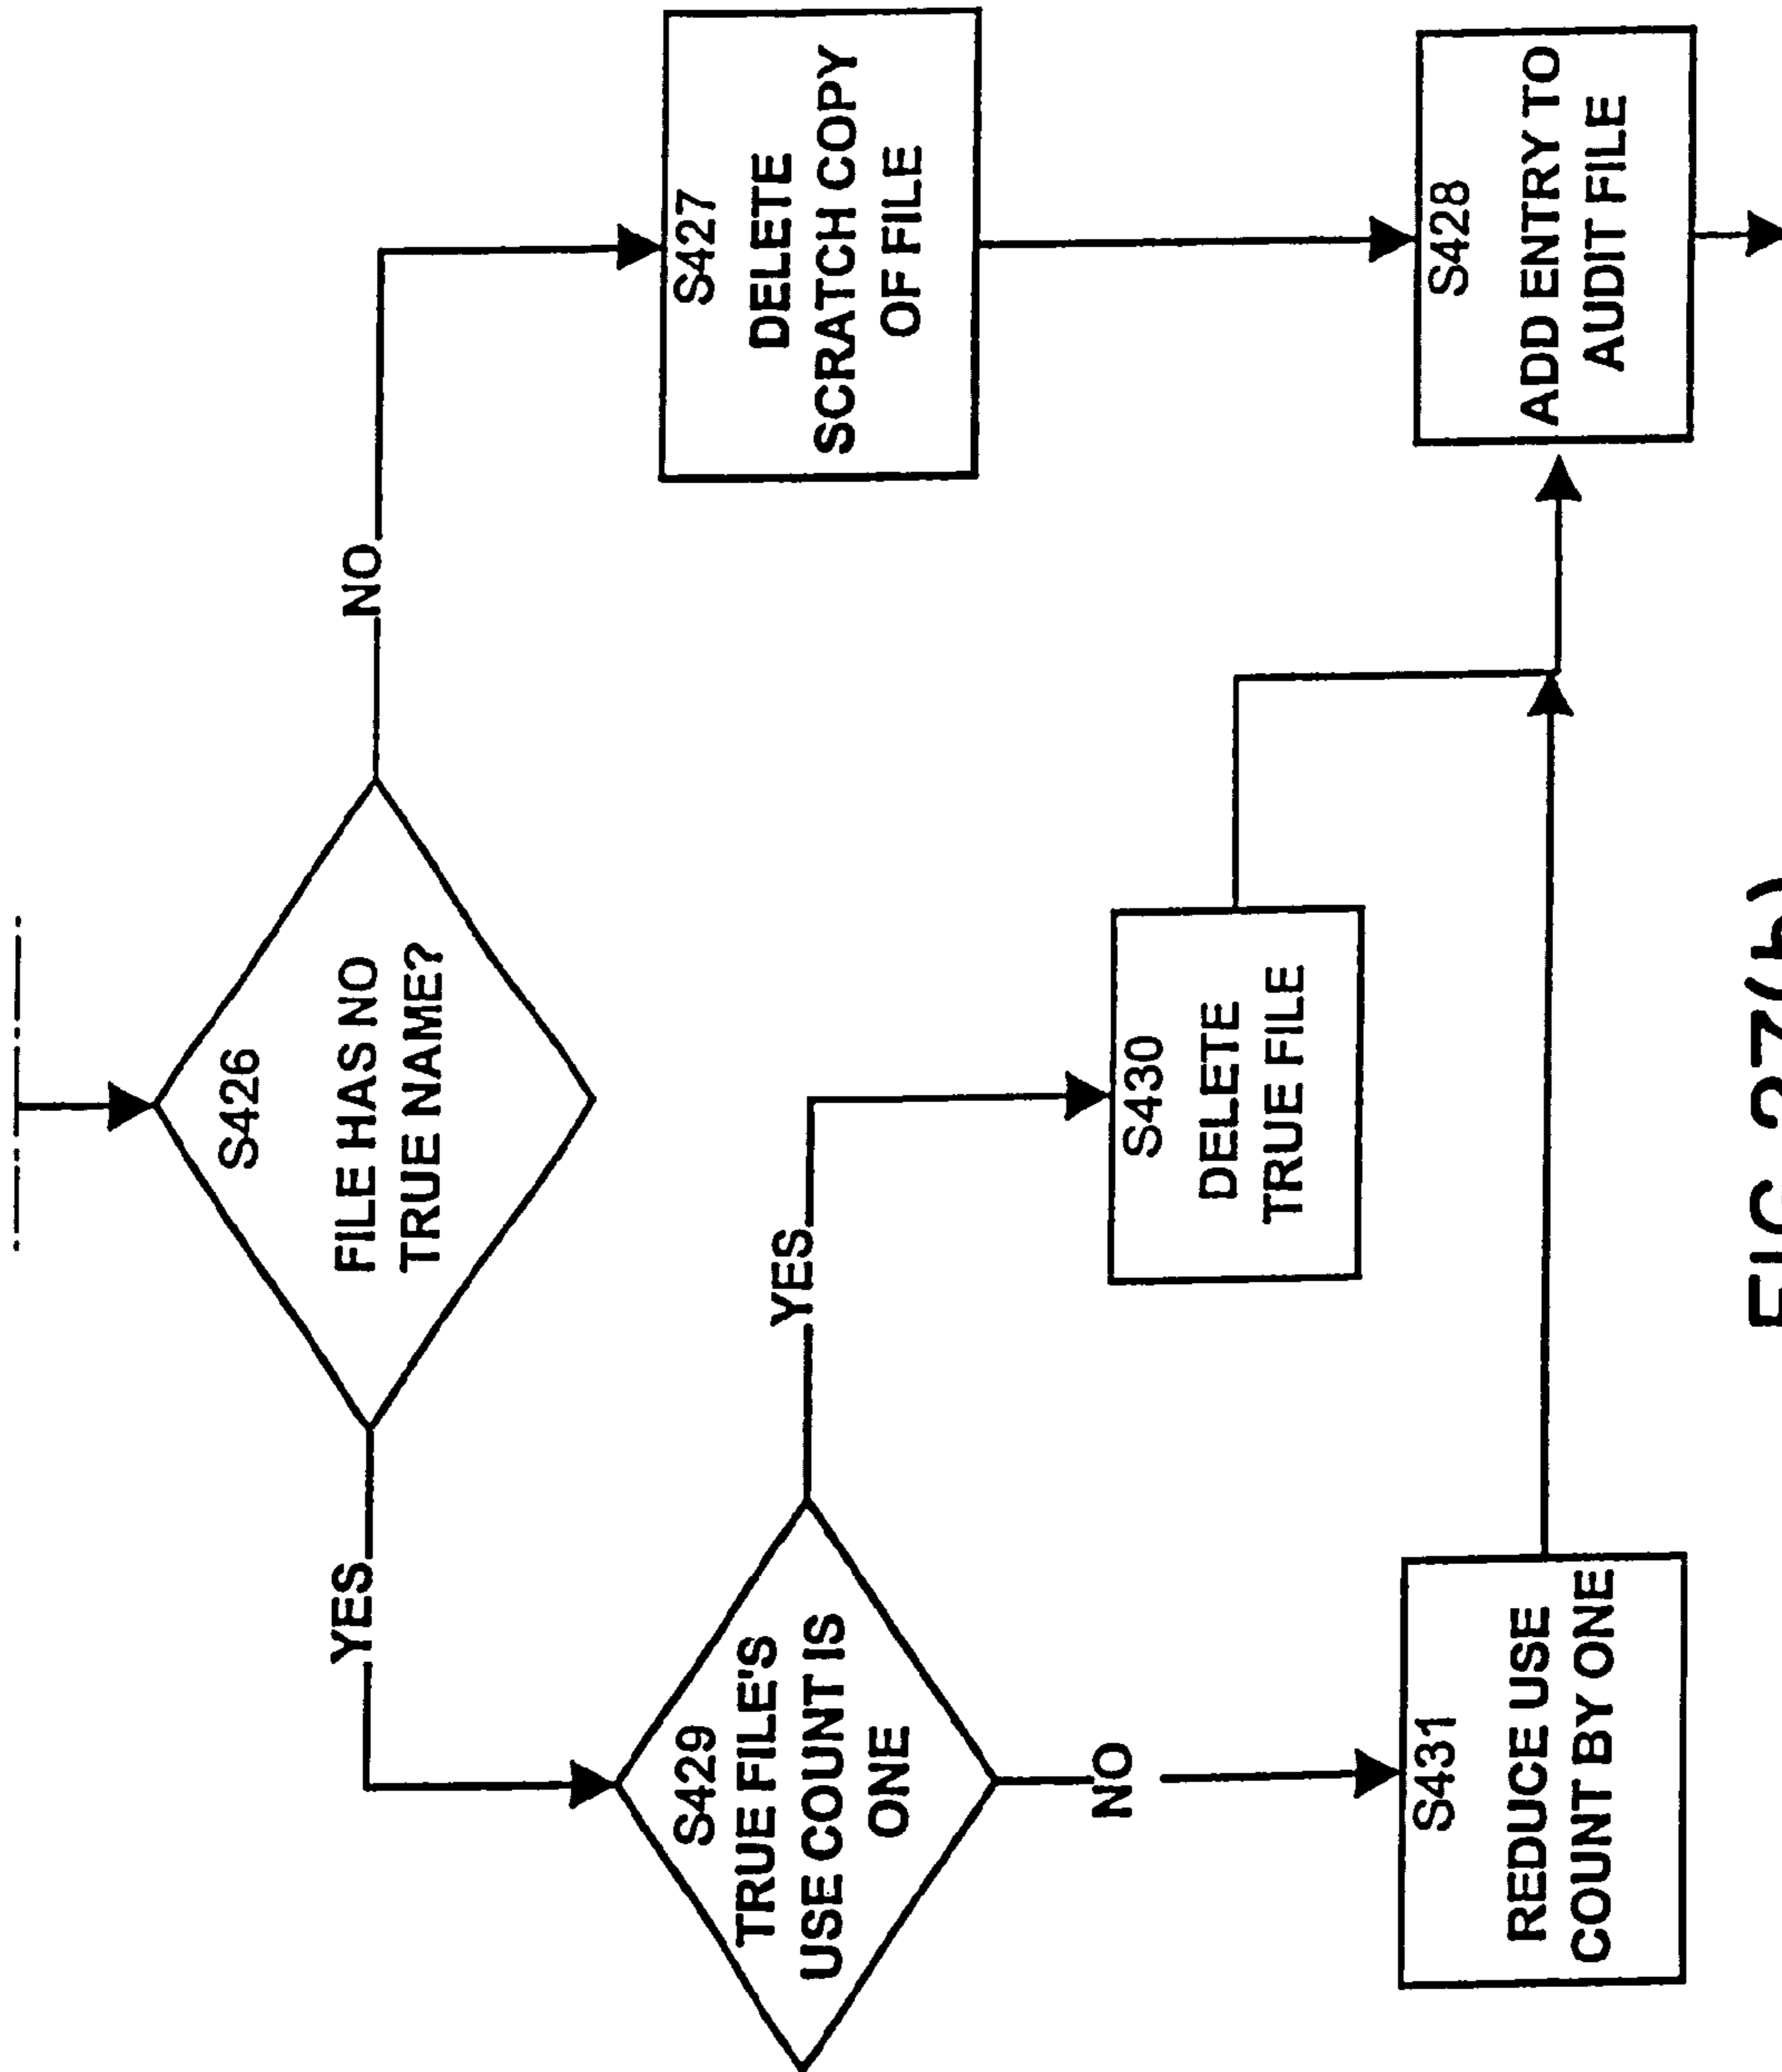 S426
FILE HAS NO
TRUE NAME?
YES
NO
S429
TRUE FILE'S
USE COUNT IS
ONE
YES
NO
S427
DELETE
SCRATCH COPY
OF FILE
S430
DELETE
TRUE FILE
S431
REDUCE USE
COUNT BY ONE
S428
ADD ENTRY TO
AUDIT FILE